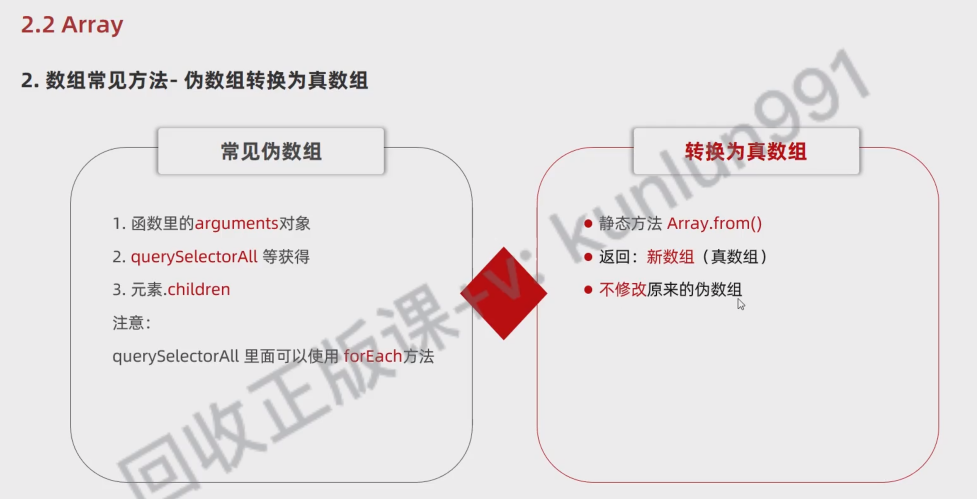 2.2 Array
2. 数组常见方法- 伪数组转换为真数组
常见伪数组
1. 函数里的arguments对象
2. querySelectorAll 等获得
3. 元素.children
注意：
querySelectorAll 里面可以使用 forEach方法
转换为真数组
● 静态方法 Array.from()
● 返回：新数组（真数组）
● 不修改原来的伪数组
回收正版课+v: kunlun991